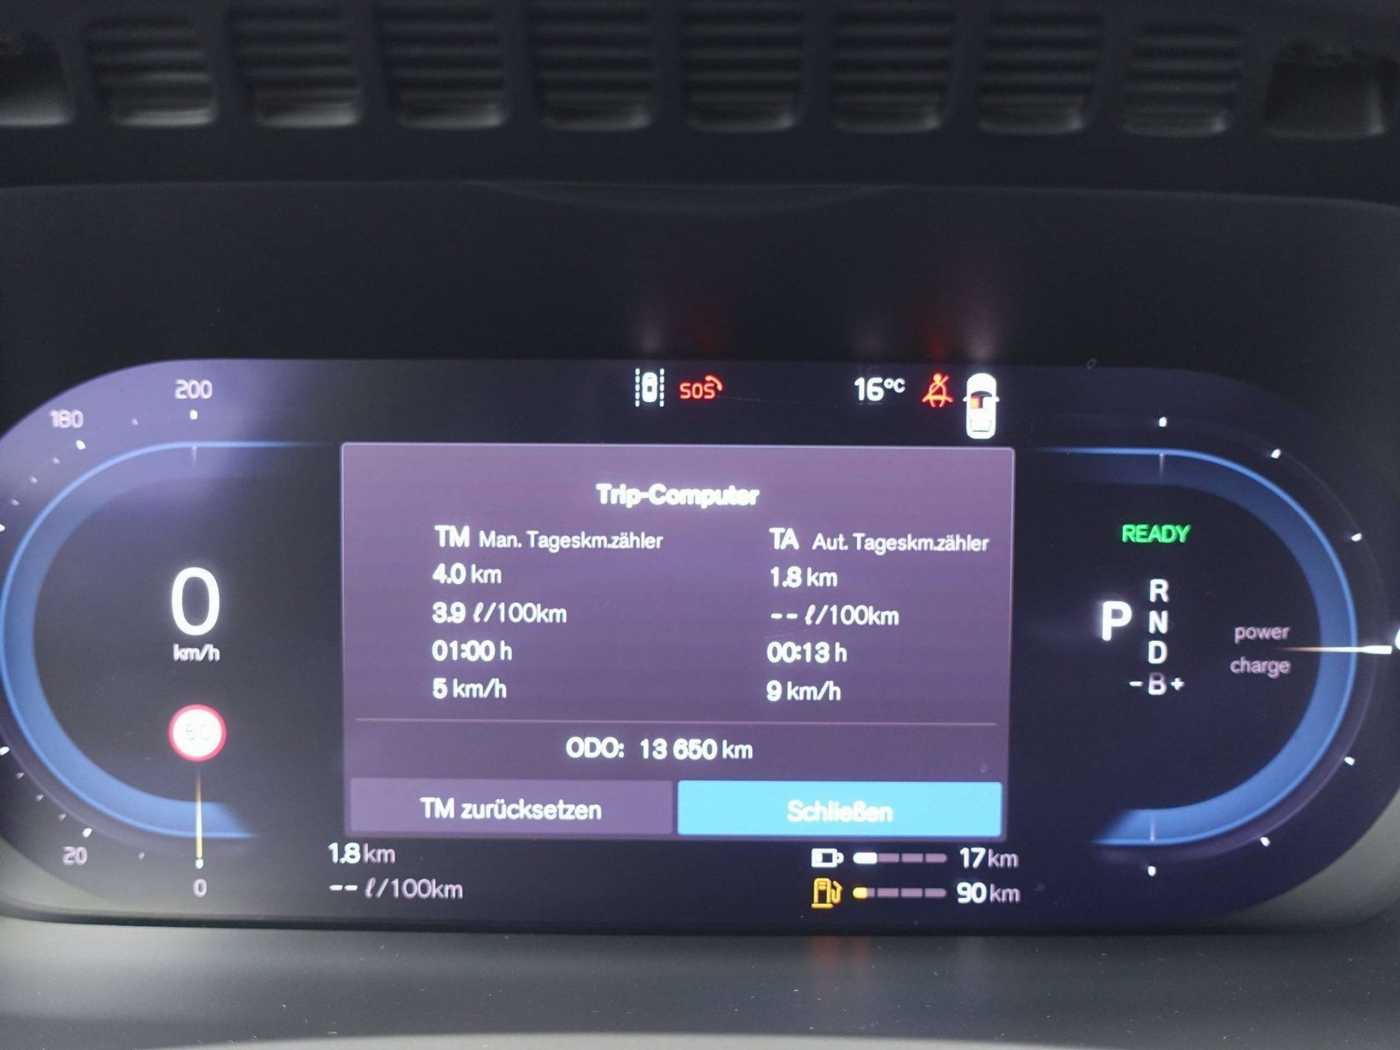 200
180
SOS
16°C
Trip-Computer
TM Man. Tageskm.zähler
TA Aut. Tageskm.zähler
4.0 km
1.8 km
3.9 ℓ/100km
-- ℓ/100km
01:00 h
00:13 h
5 km/h
9 km/h
ODO: 13 650 km
TM zurücksetzen
Schließen
0
km/h
20
0
READY
P
R
N
D
- B +
power
charge
1.8 km
-- ℓ/100km
17 km
90 km